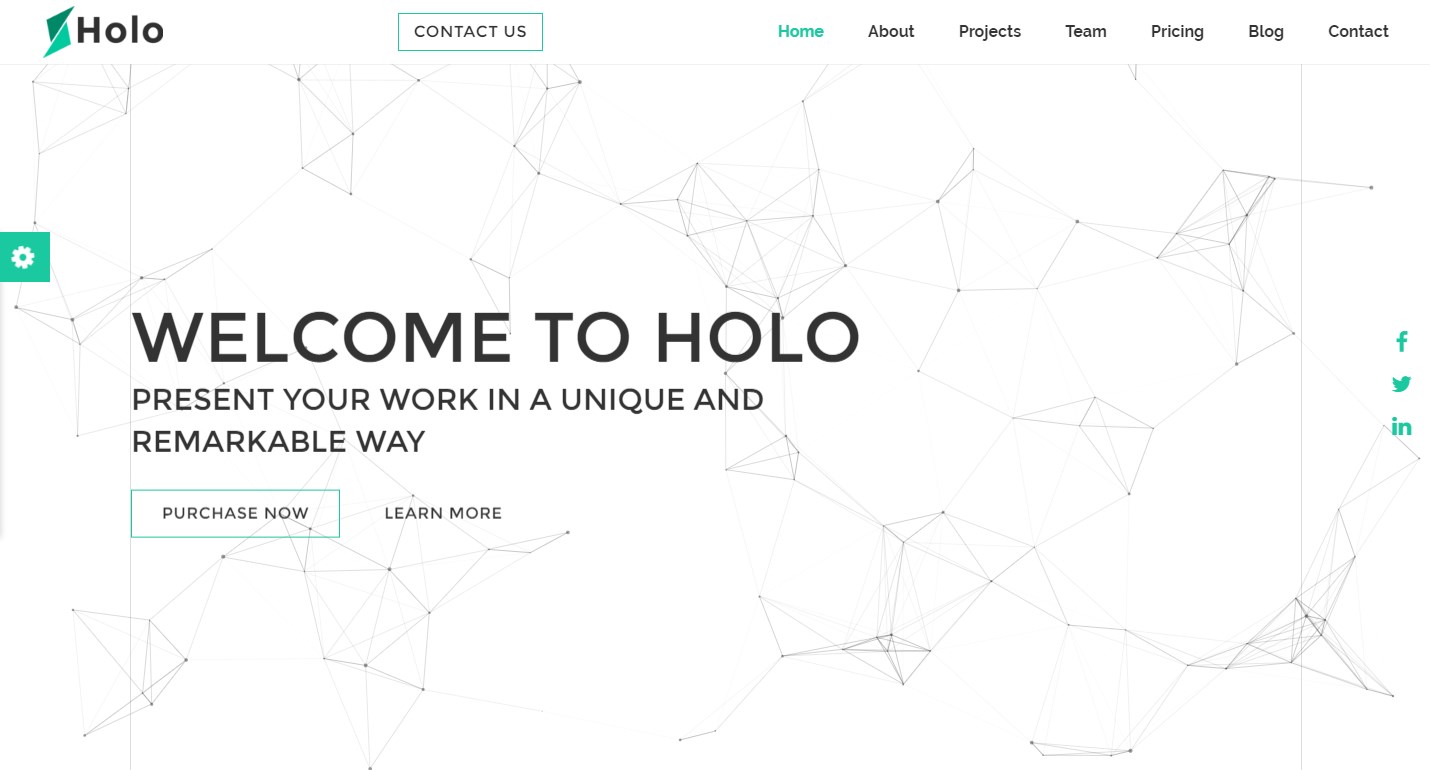 Holo
CONTACT US
Home
About
Projects
Team
Pricing
Blog
Contact
WELCOME TO HOLO
PRESENT YOUR WORK IN A UNIQUE AND
REMARKABLE WAY
PURCHASE NOW
LEARN MORE